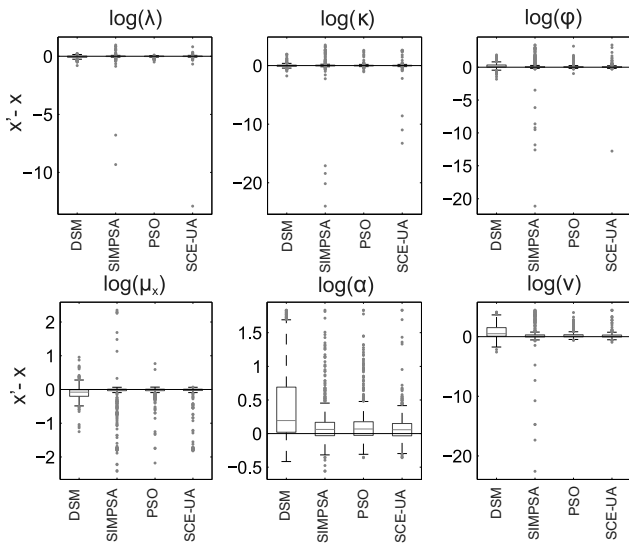 log(λ) log(κ) log(φ)
x'- x
0 0 5
−5 −10 0
−10 −20 −5
−10
−15
−20
DSM SIMPSA PSO SCE-UA DSM SIMPSA PSO SCE-UA DSM SIMPSA PSO SCE-UA
log(μx) log(α) log(ν)
x'- x
2 1.5 0
1 1 −10
0 0.5 −20
−1 0
−2 −0.5
DSM SIMPSA PSO SCE-UA DSM SIMPSA PSO SCE-UA DSM SIMPSA PSO SCE-UA